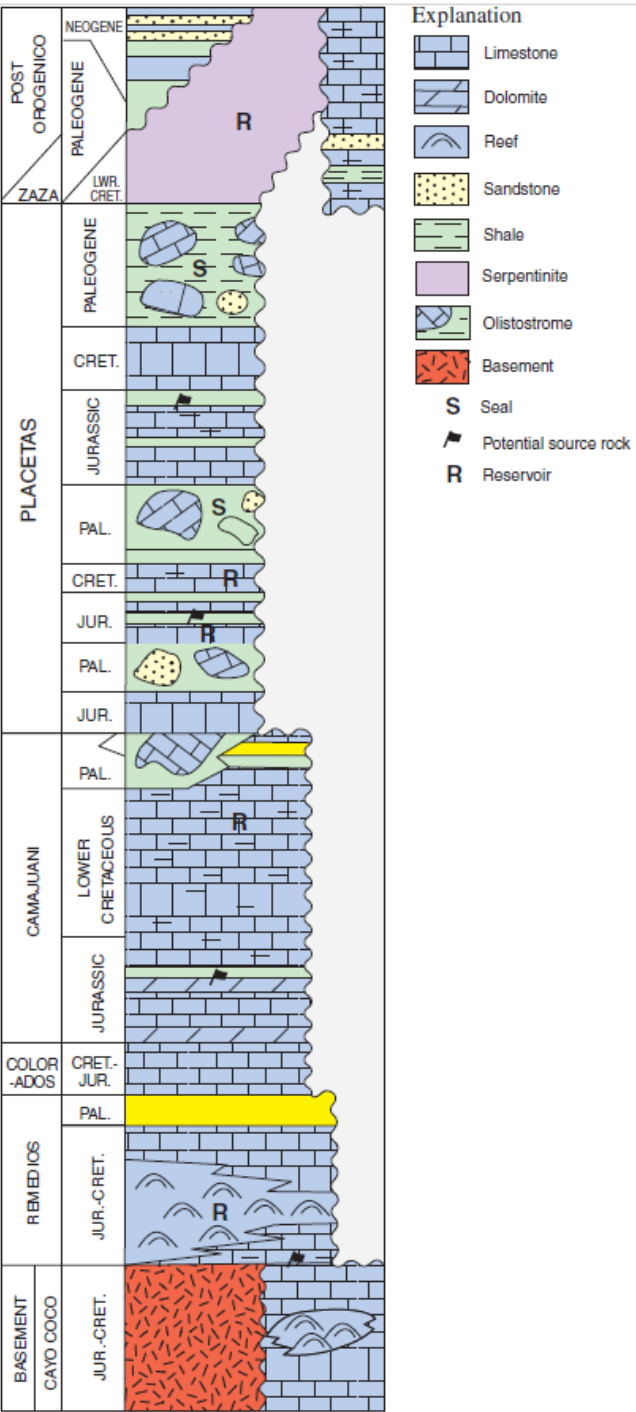 Explanation
Limestone
Dolomite
Reef
Sandstone
Shale
Serpentinite
Olistostrome
Basement
S Seal
Potential source rock
R Reservoir
POST
OROGENICO
NEOGENE
PALEOGENE
R
ZAZA
LWR.
CRET.
PLACETAS
PALEOGENE
S
CRET.
JURASSIC
PAL.
S
CRET.
R
JUR.
R
PAL.
JUR.
CAMAJUANI
PAL.
LOWER
CRETACEOUS
R
JURASSIC
COLOR
-ADOS
CRET.-
JUR.
REMEDIOS
PAL.
JUR.-CRET.
R
BASEMENT
CAYO COCO
JUR.-CRET.